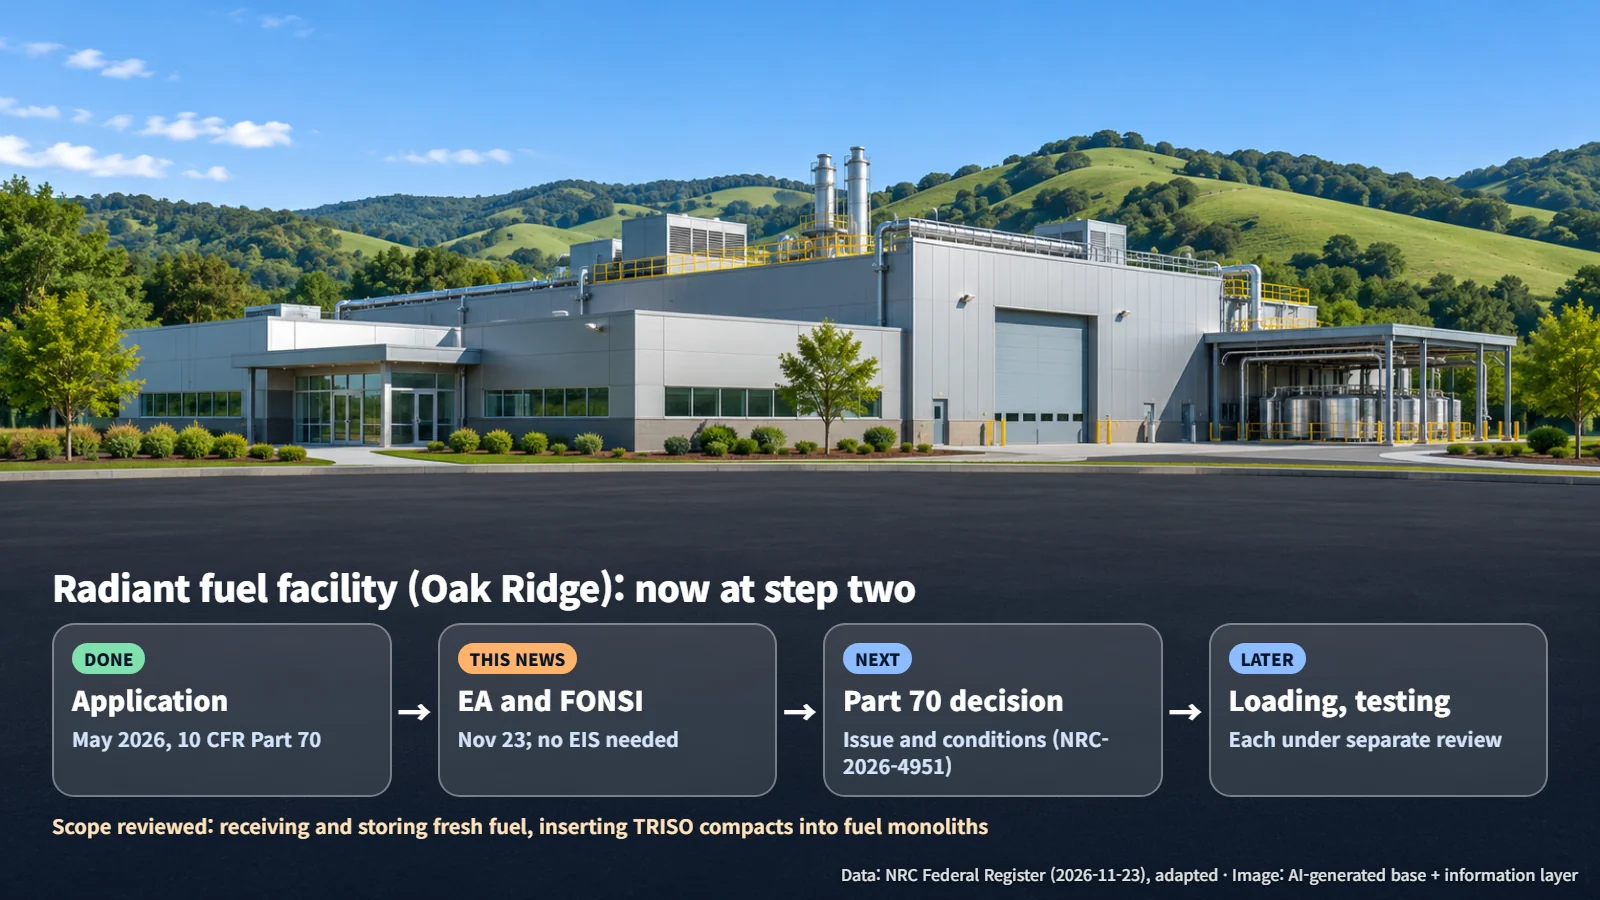 Radiant fuel facility (Oak Ridge): now at step two
DONE
Application
May 2026, 10 CFR Part 70
→
THIS NEWS
EA and FONSI
Nov 23; no EIS needed
→
NEXT
Part 70 decision
Issue and conditions (NRC-
2026-4951)
→
LATER
Loading, testing
Each under separate review
Scope reviewed: receiving and storing fresh fuel, inserting TRISO compacts into fuel monoliths
Data: NRC Federal Register (2026-11-23), adapted · Image: AI-generated base + information layer